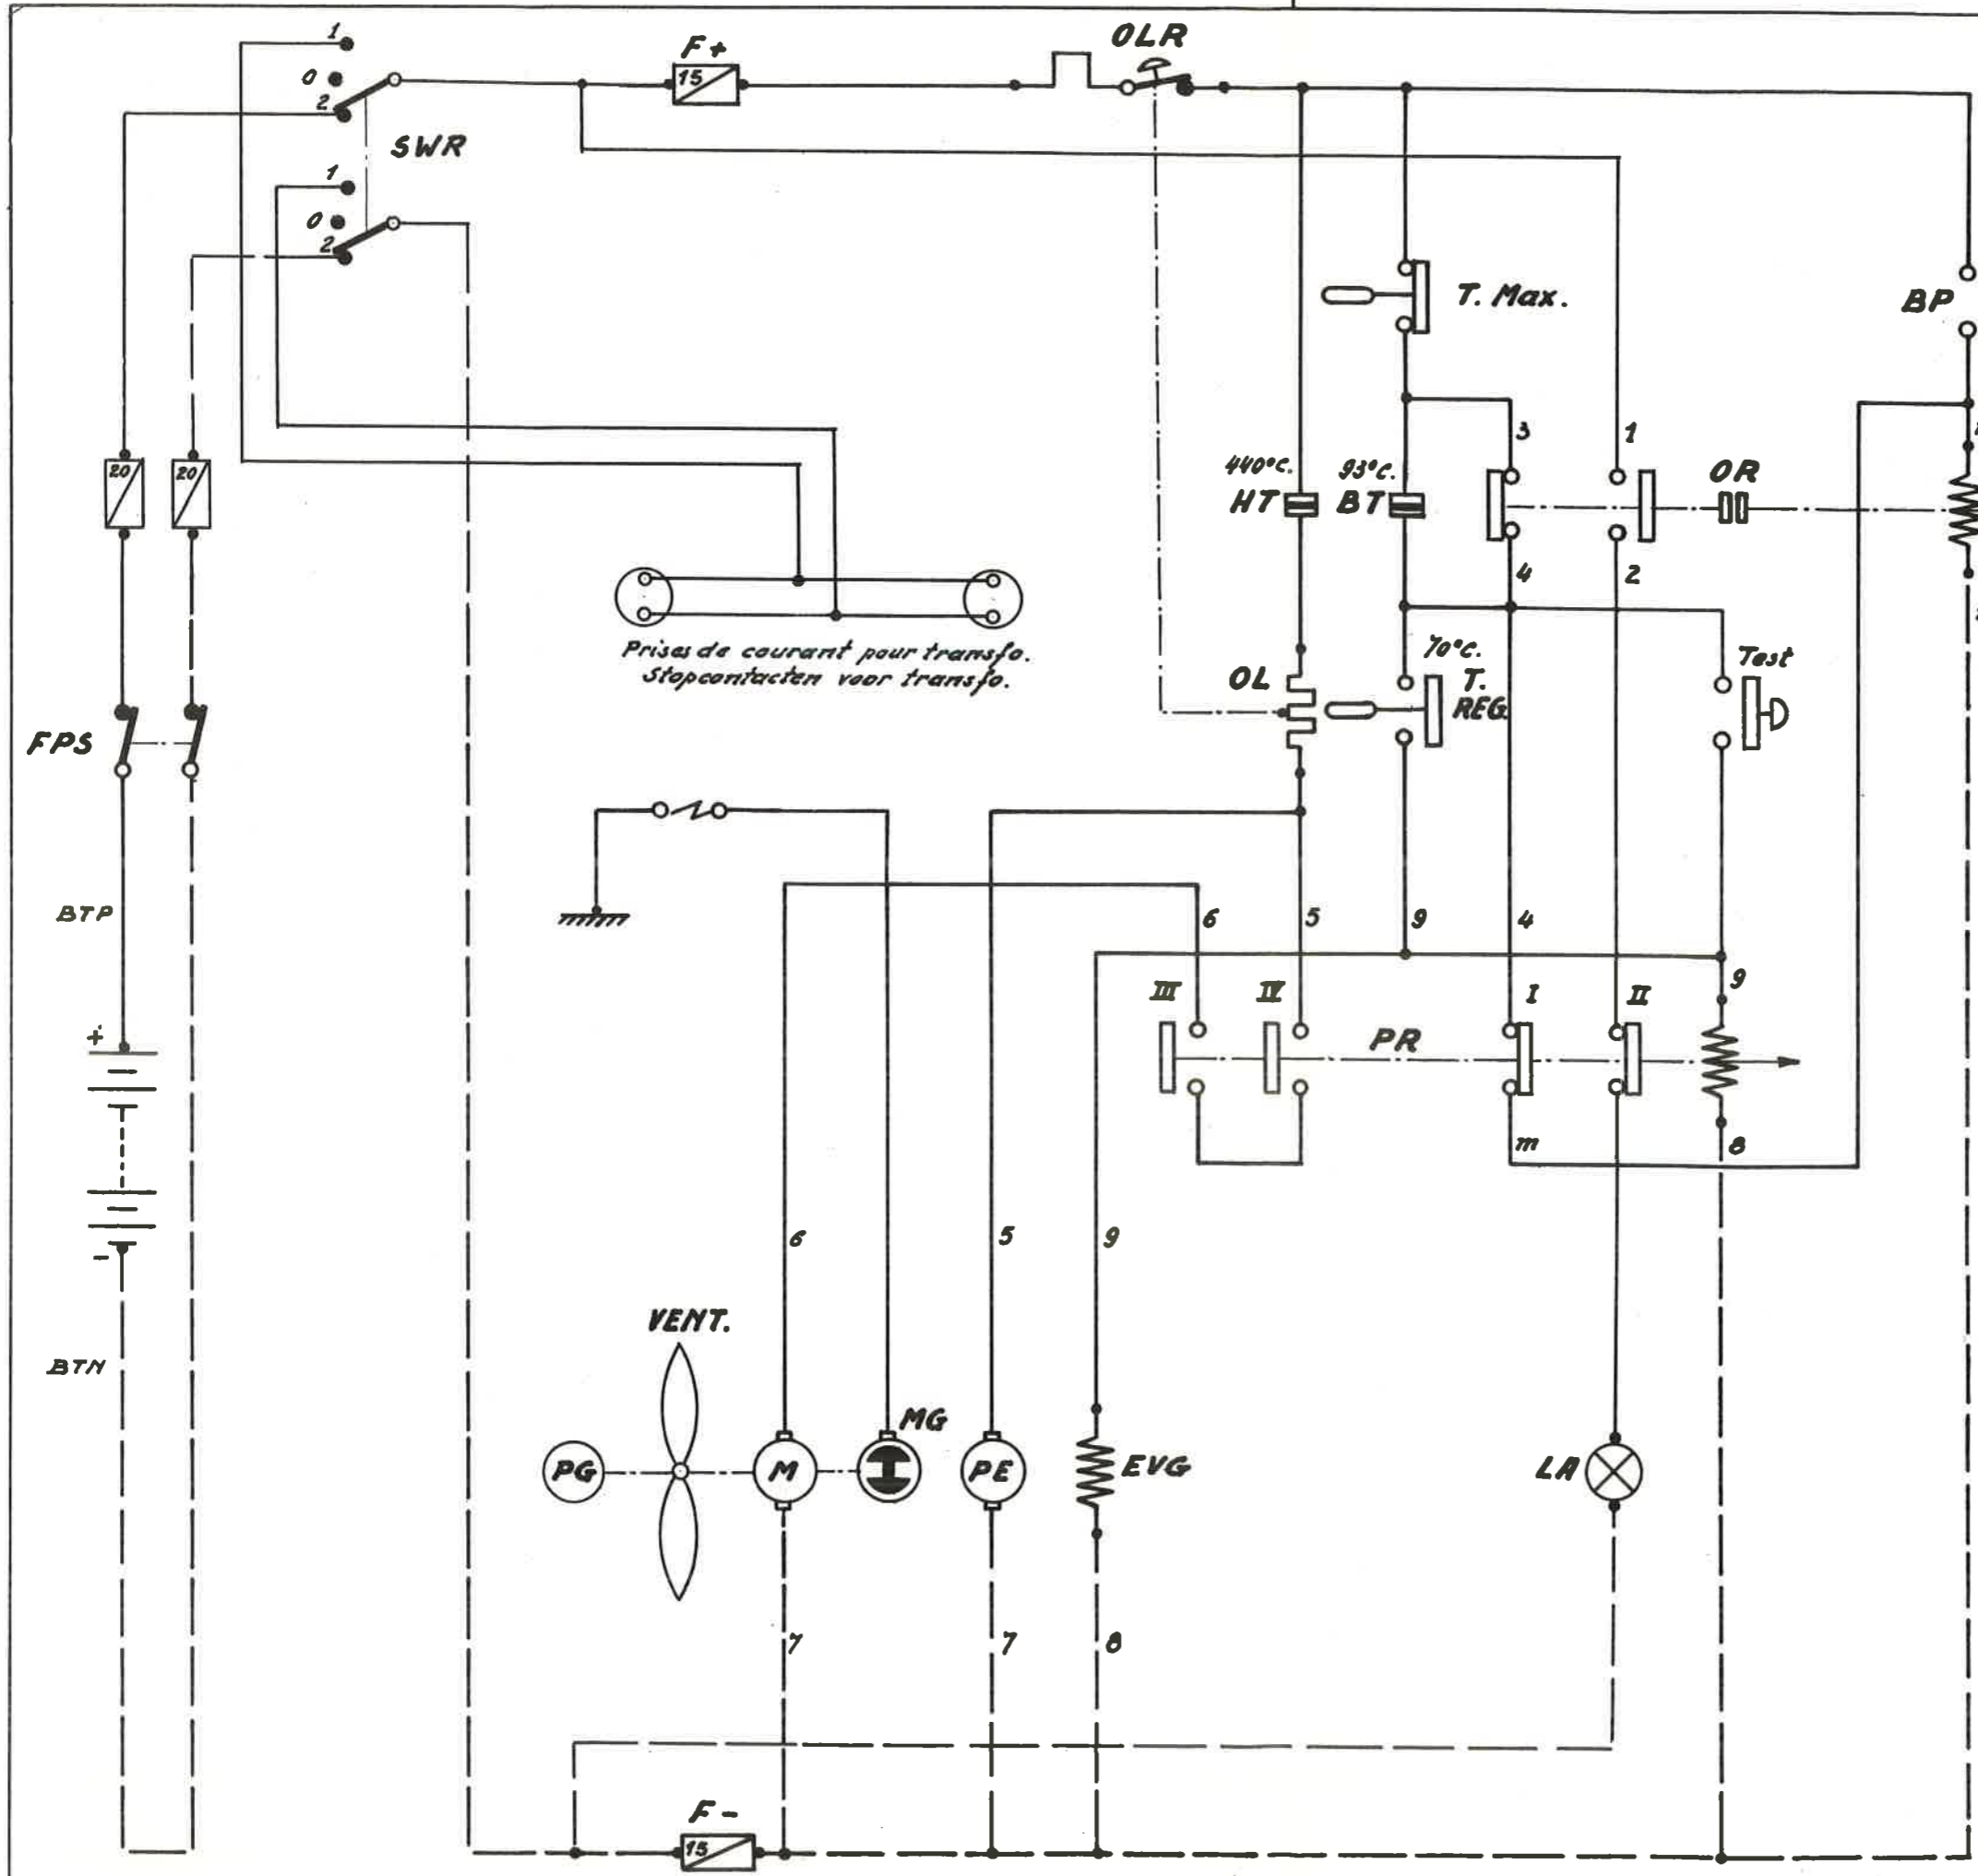 1
OLR
F+
15
0
2
SWR
1
0
2
T. Max.
BP
3
1
440°C.
93°C.
OR
HT
BT
20
20
4
2
Prises de courant pour transfo.
Stopcontacten voor transfo.
70°C.
T.
REG.
Test
OL
FPS
BTP
6
5
9
4
III
IV
I
II
9
+
PR
m
8
6
5
9
-
VENT.
BTN
MG
PG
M
PE
EVG
LA
7
7
8
F-
15